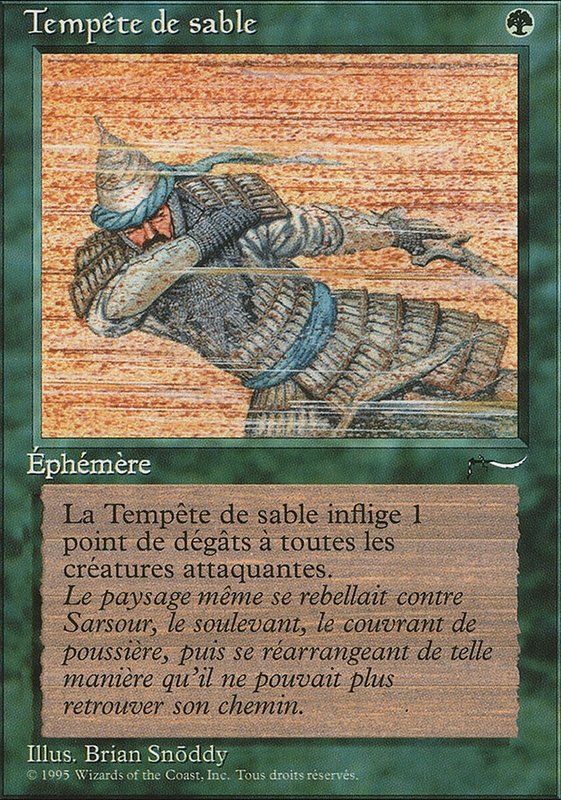 Tempête de sable
Éphémère
La Tempête de sable inflige 1
point de dégâts à toutes les
créatures attaquantes.
Le paysage même se rebellait contre
Sarsour, le soulevant, le couvrant de
poussière, puis se réarrangeant de telle
manière qu'il ne pouvait plus
retrouver son chemin.
Illus. Brian Snōddy
© 1995 Wizards of the Coast, Inc. Tous droits réservés.